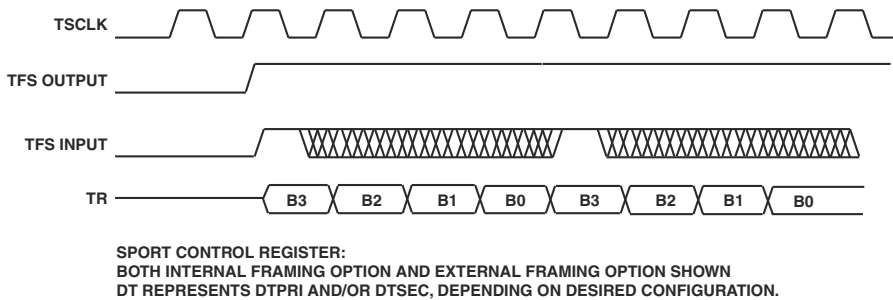 TSCLK
TFS OUTPUT
TFS INPUT
TR B3 B2 B1 B0 B3 B2 B1 B0
SPORT CONTROL REGISTER:
BOTH INTERNAL FRAMING OPTION AND EXTERNAL FRAMING OPTION SHOWN
DT REPRESENTS DTPRI AND/OR DTSEC, DEPENDING ON DESIRED CONFIGURATION.